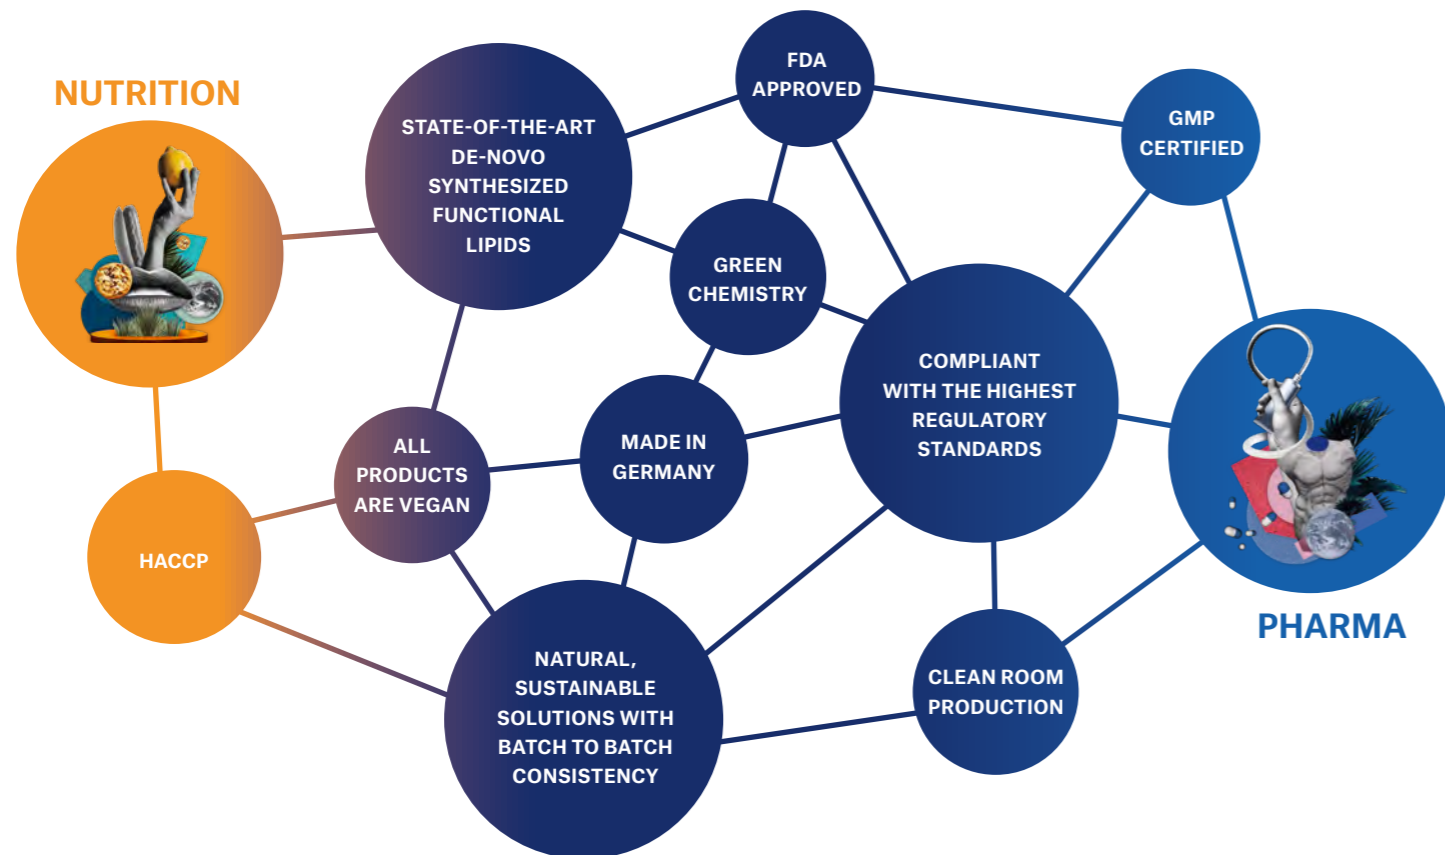 NUTRITION
STATE-OF-THE-ART
DE-NOVO
SYNTHESIZED
FUNCTIONAL
LIPIDS
FDA
APPROVED
GMP
CERTIFIED
GREEN
CHEMISTRY
COMPLIANT
WITH THE HIGHEST
REGULATORY
STANDARDS
ALL
PRODUCTS
ARE VEGAN
MADE IN
GERMANY
HACCP
NATURAL,
SUSTAINABLE
SOLUTIONS WITH
BATCH TO BATCH
CONSISTENCY
CLEAN ROOM
PRODUCTION
PHARMA